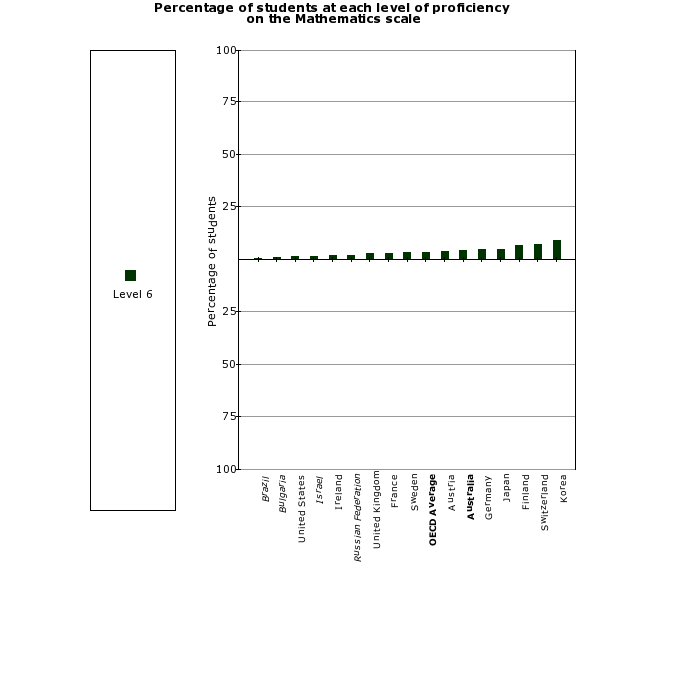 Percentage of students at each level of proficiency
on the Mathematics scale
Level 6
Percentage of students
100
75
50
25
25
50
75
100
Brazil
Bulgaria
United States
Israel
Ireland
Russian Federation
United Kingdom
France
Sweden
OECD Average
Austria
Australia
Germany
Japan
Finland
Switzerland
Korea